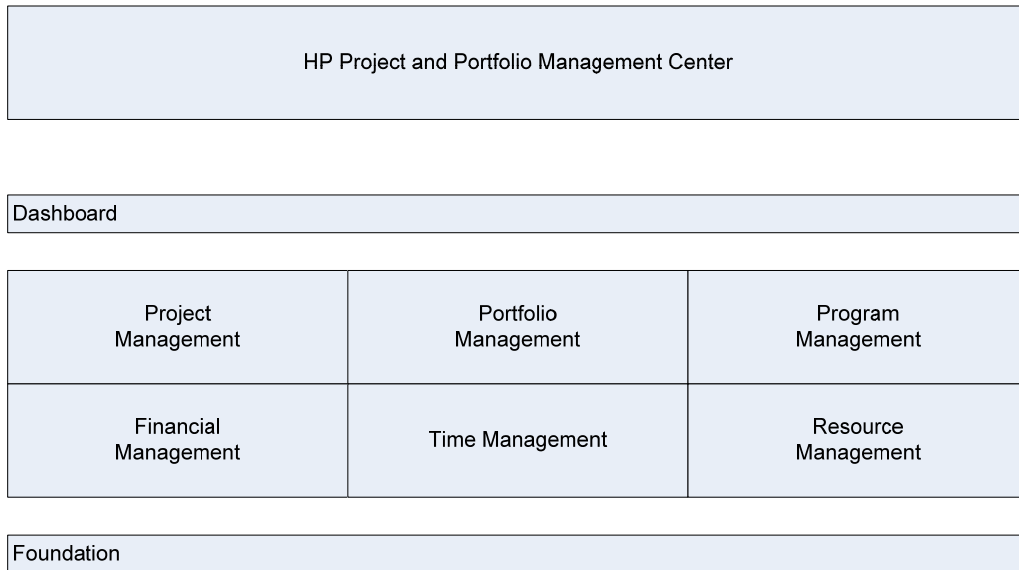 HP Project and Portfolio Management Center
Dashboard
Project
Management
Portfolio
Management
Program
Management
Financial
Management
Time Management
Resource
Management
Foundation